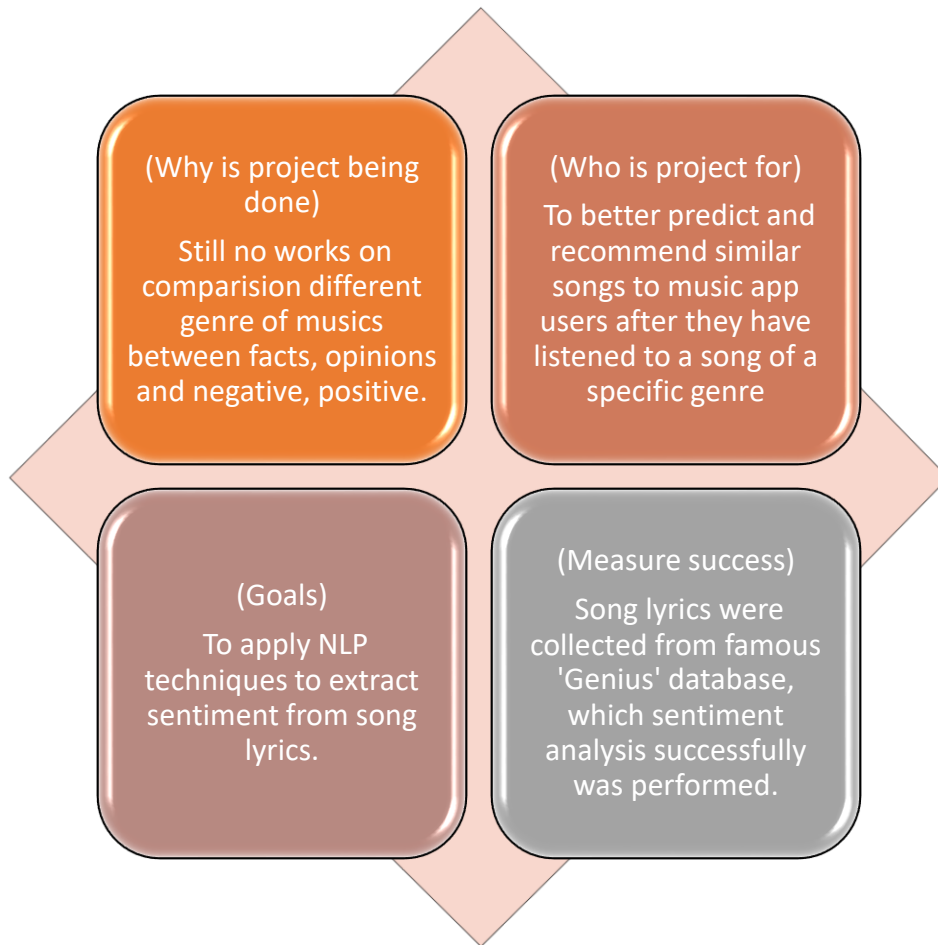 (Why is project being
done)
Still no works on
comparision different
genre of musics
between facts, opinions
and negative, positive.
(Who is project for)
To better predict and
recommend similar
songs to music app
users after they have
listened to a song of a
specific genre
(Goals)
To apply NLP
techniques to extract
sentiment from song
lyrics.
(Measure success)
Song lyrics were
collected from famous
'Genius' database,
which sentiment
analysis successfully
was performed.